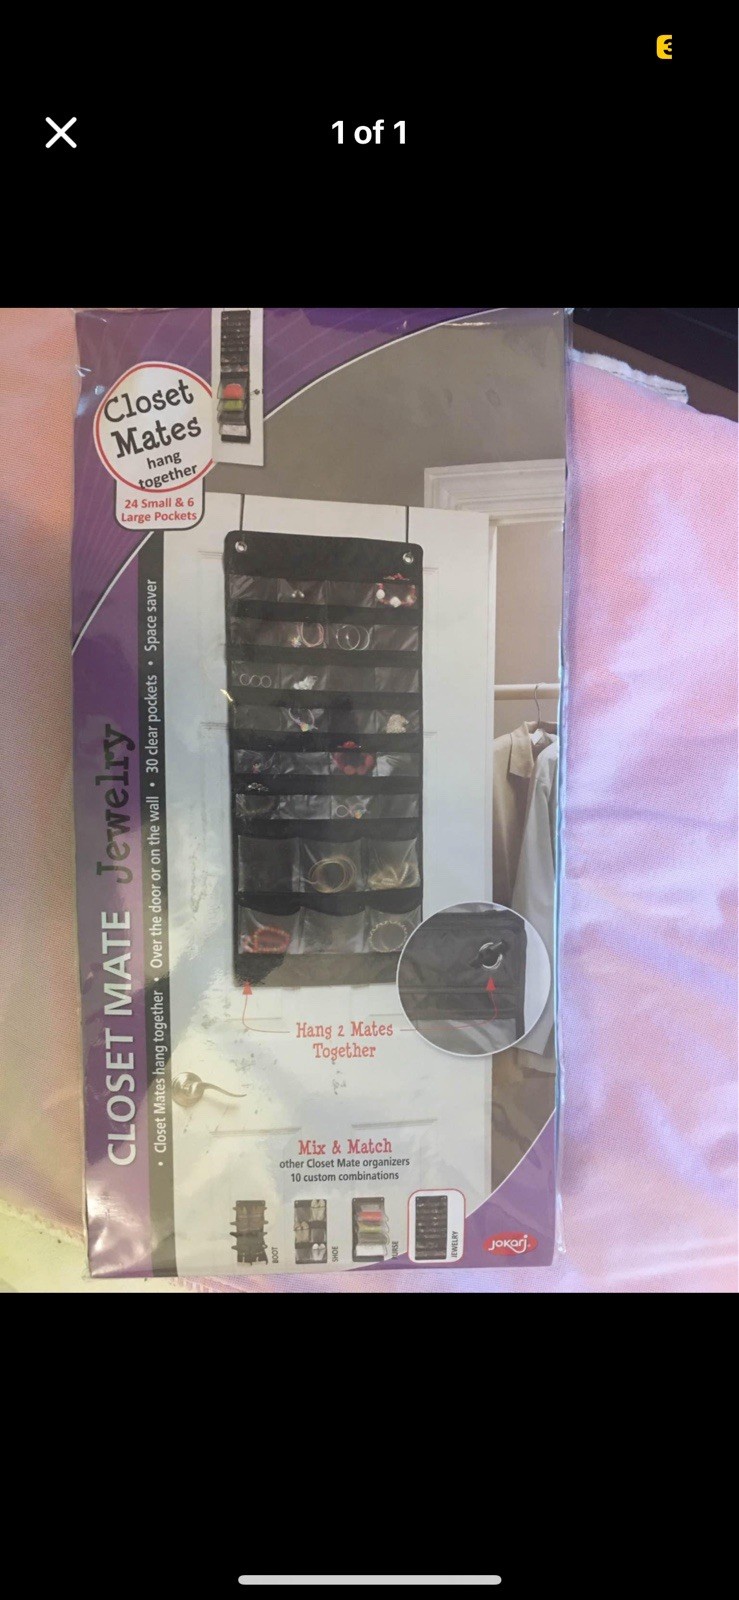 1 of 1
Closet
Mates
hang
together
24 Small & 6
Large Pockets
CLOSET MATE Jewelry
• Closet Mates hang together • Over the door or on the wall • 30 clear pockets • Space saver
Hang 2 Mates
Together
Mix & Match
other Closet Mate organizers
10 custom combinations
BOOT
SHOE
JEWELRY
JOKARI